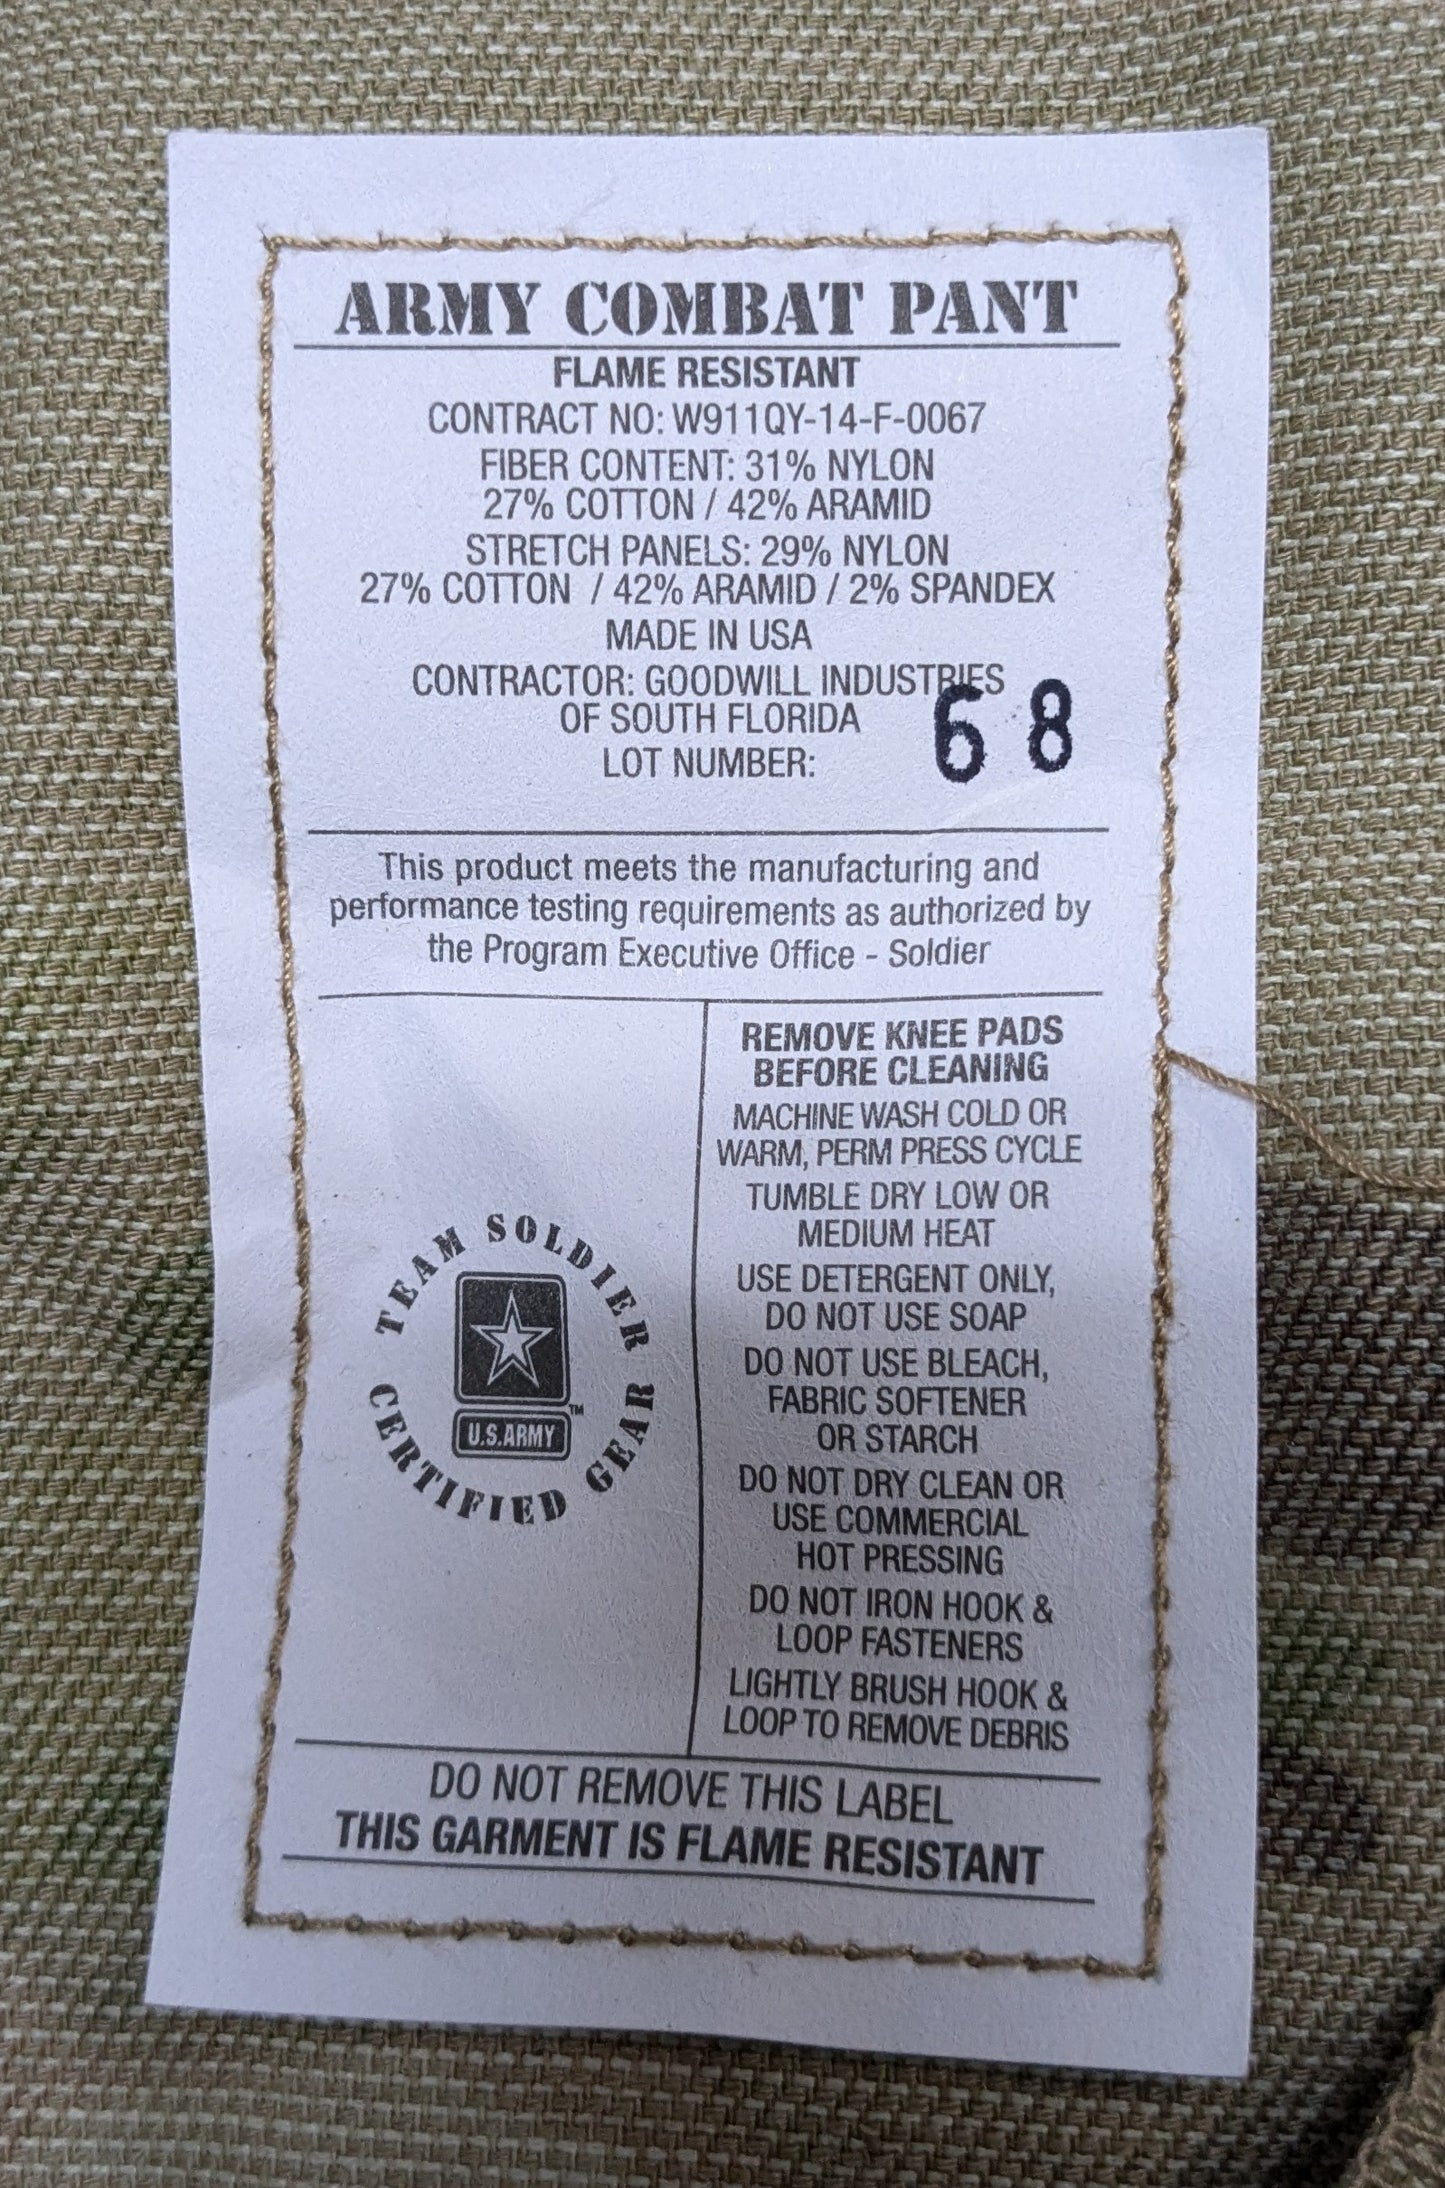 ARMY COMBAT PANT
FLAME RESISTANT
CONTRACT NO: W911QY-14-F-0067
FIBER CONTENT: 31% NYLON
27% COTTON / 42% ARAMID
STRETCH PANELS: 29% NYLON
27% COTTON / 42% ARAMID / 2% SPANDEX
MADE IN USA
CONTRACTOR: GOODWILL INDUSTRIES
OF SOUTH FLORIDA
LOT NUMBER: 68
This product meets the manufacturing and
performance testing requirements as authorized by
the Program Executive Office - Soldier
TEAM SOLDIER
U.S.ARMY™
CERTIFIED GEAR
REMOVE KNEE PADS
BEFORE CLEANING
MACHINE WASH COLD OR
WARM, PERM PRESS CYCLE
TUMBLE DRY LOW OR
MEDIUM HEAT
USE DETERGENT ONLY,
DO NOT USE SOAP
DO NOT USE BLEACH,
FABRIC SOFTENER
OR STARCH
DO NOT DRY CLEAN OR
USE COMMERCIAL
HOT PRESSING
DO NOT IRON HOOK &
LOOP FASTENERS
LIGHTLY BRUSH HOOK &
LOOP TO REMOVE DEBRIS
DO NOT REMOVE THIS LABEL
THIS GARMENT IS FLAME RESISTANT